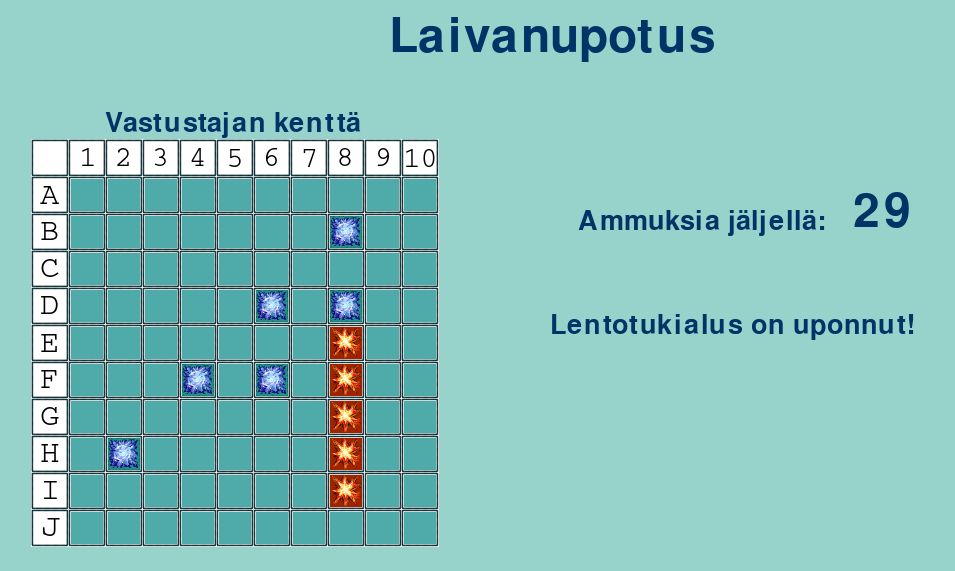 Laivanupotus
Vastustajan kenttä
1 2 3 4 5 6 7 8 9 10
A
B
C
D
E
F
G
H
I
J
Ammuksia jäljellä: 29
Lentotukialus on uponnut!